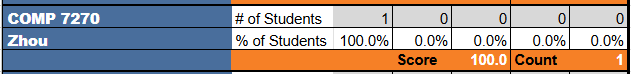 COMP 7270 # of Students 1 0 0 0 0
Zhou % of Students 100.0% 0.0% 0.0% 0.0% 0.0%
Score 100.0 Count 1